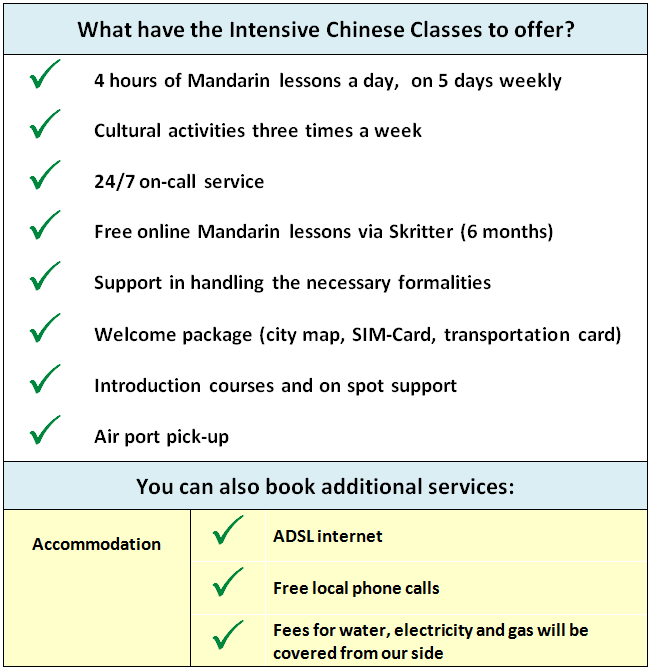 What have the Intensive Chinese Classes to offer?
4 hours of Mandarin lessons a day, on 5 days weekly
Cultural activities three times a week
24/7 on-call service
Free online Mandarin lessons via Skritter (6 months)
Support in handling the necessary formalities
Welcome package (city map, SIM-Card, transportation card)
Introduction courses and on spot support
Air port pick-up
You can also book additional services:
Accommodation
ADSL internet
Free local phone calls
Fees for water, electricity and gas will be
covered from our side